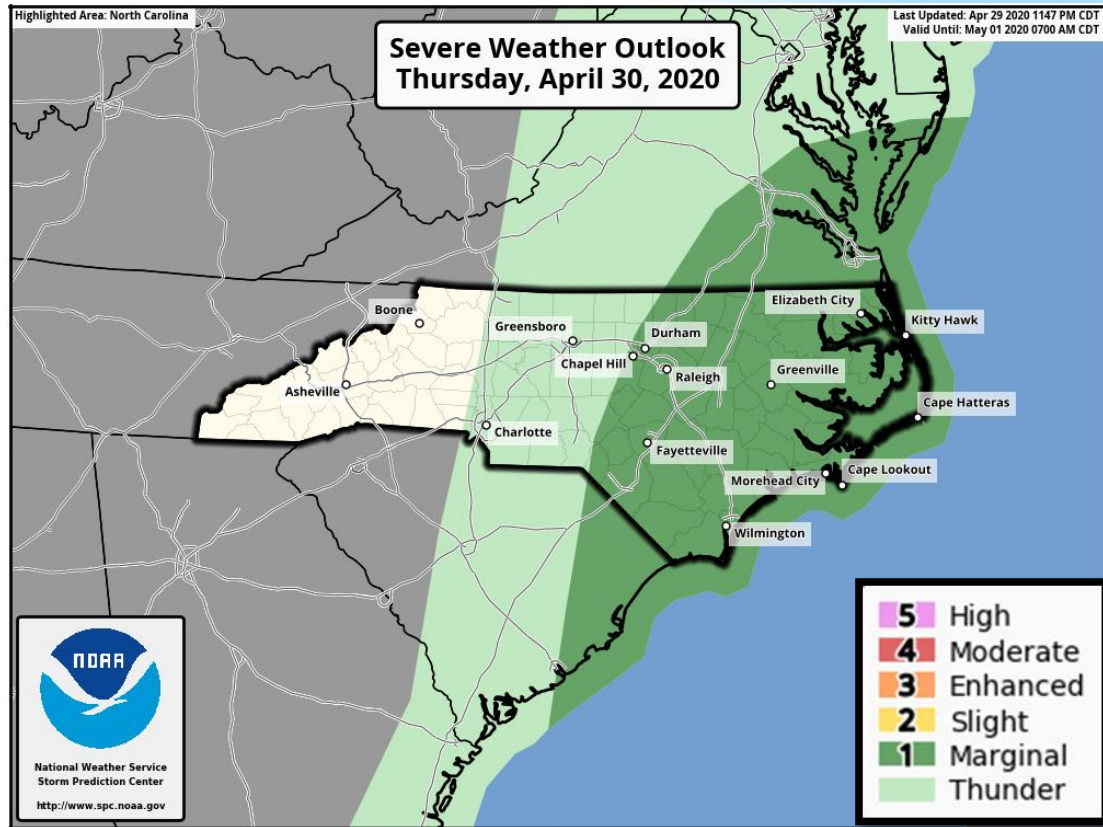 Highlighted Area: North Carolina
Last Updated: Apr 29 2020 1147 PM CDT
Valid Until: May 01 2020 0700 AM CDT
Severe Weather Outlook
Thursday, April 30, 2020
Boone
Greensboro
Elizabeth City
Kitty Hawk
Durham
Chapel Hill
Raleigh
Greenville
Asheville
Cape Hatteras
Charlotte
Fayetteville
Cape Lookout
Morehead City
Wilmington
NOAA
National Weather Service
Storm Prediction Center
http://www.spc.noaa.gov
5 High
4 Moderate
3 Enhanced
2 Slight
1 Marginal
Thunder